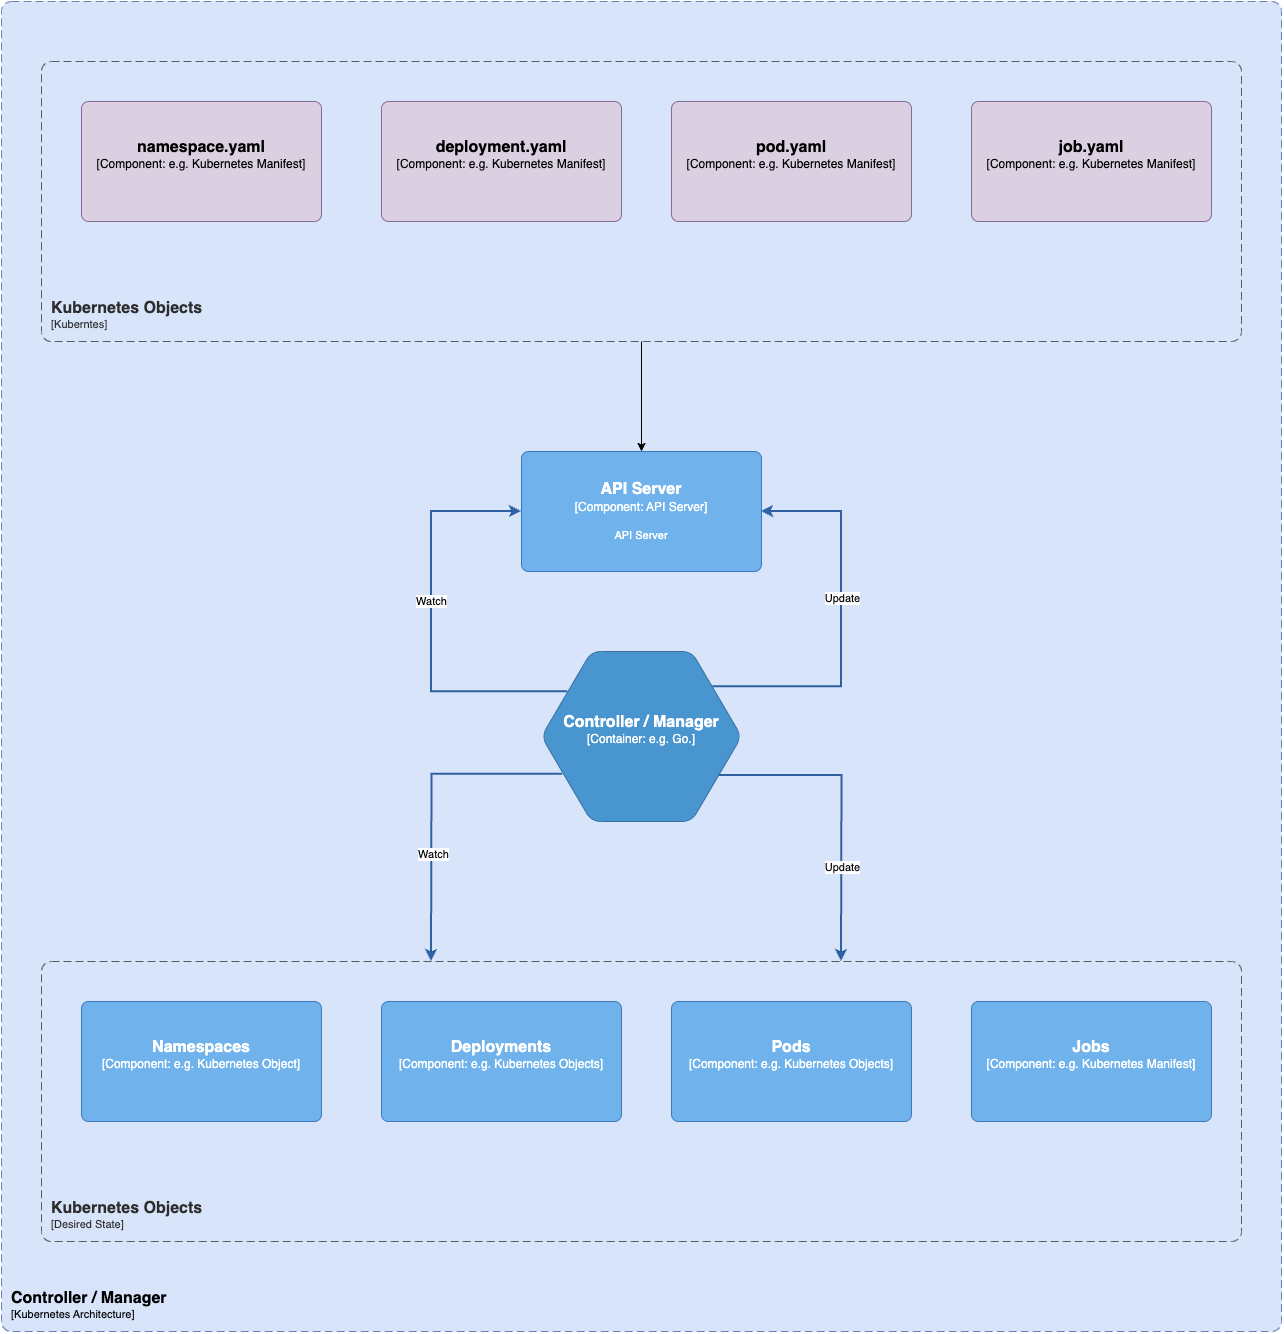 namespace.yaml
[Component: e.g. Kubernetes Manifest]
deployment.yaml
[Component: e.g. Kubernetes Manifest]
pod.yaml
[Component: e.g. Kubernetes Manifest]
job.yaml
[Component: e.g. Kubernetes Manifest]
Kubernetes Objects
[Kuberntes]
API Server
[Component: API Server]
API Server
Watch
Update
Controller / Manager
[Container: e.g. Go.]
Watch
Update
Namespaces
[Component: e.g. Kubernetes Object]
Deployments
[Component: e.g. Kubernetes Objects]
Pods
[Component: e.g. Kubernetes Objects]
Jobs
[Component: e.g. Kubernetes Manifest]
Kubernetes Objects
[Desired State]
Controller / Manager
[Kubernetes Architecture]